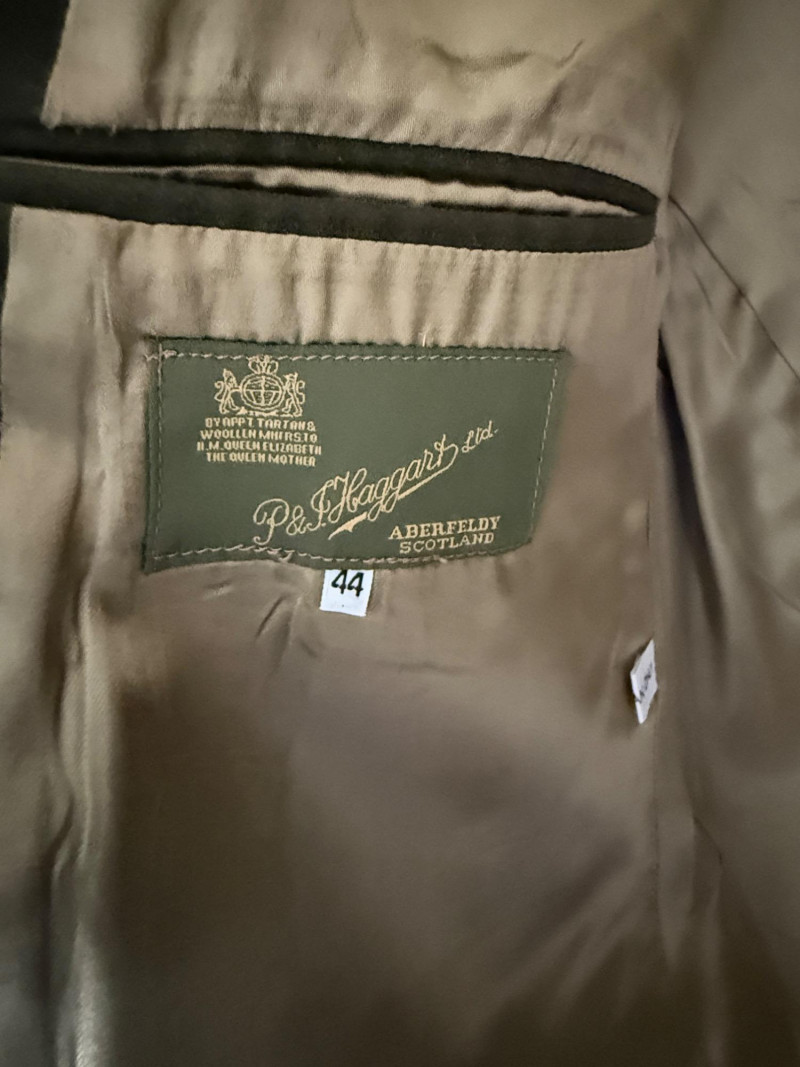 BY APPT. TARTAN &
WOOLLEN MNFRS. TO
H.M. QUEEN ELIZABETH
THE QUEEN MOTHER
P&J Haggart Ltd.
ABERFELDY
SCOTLAND
44